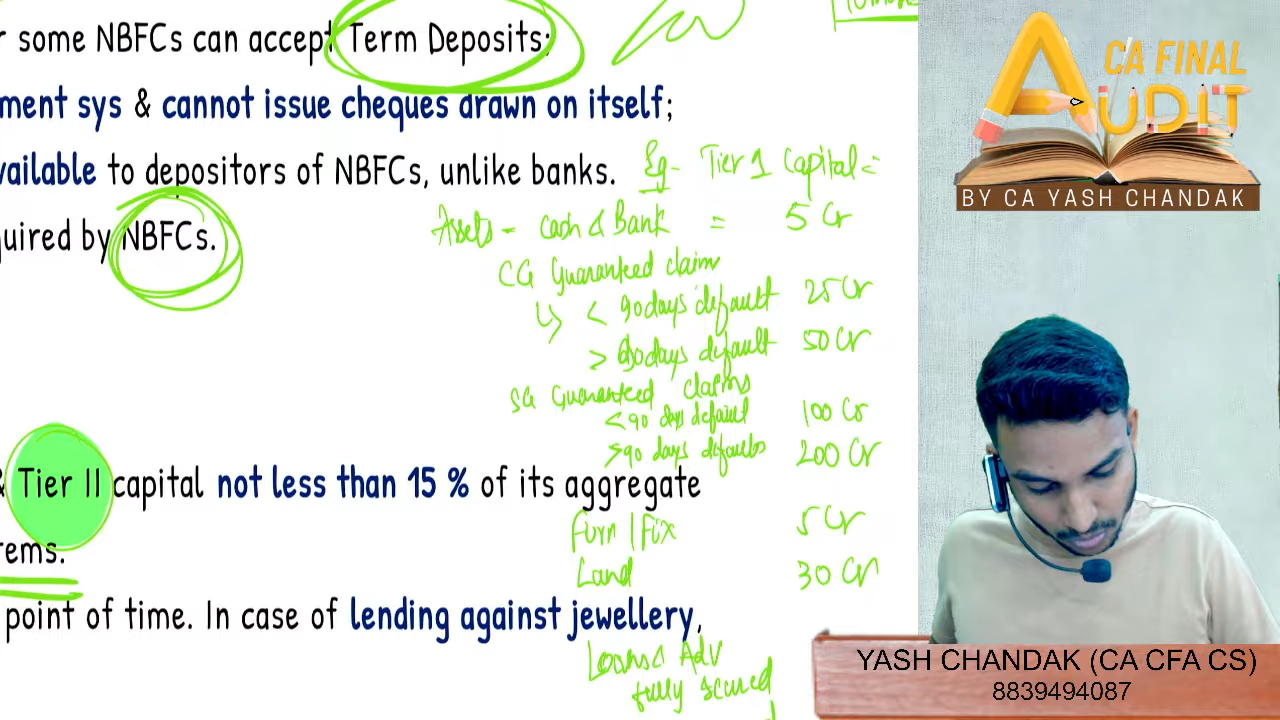 r some NBFCs can accept Term Deposits;
ment sys & cannot issue cheques drawn on itself;
vailable to depositors of NBFCs, unlike banks.
quired by NBFCs.
Eg- Tier 1 Capital =
Assets - Cash & Bank = 5 Cr
CG Guaranteed claim
↳ < 90 days default 25 Cr
> 90 days default 50 Cr
SG Guaranteed claims
<90 days default 100 Cr
>90 days defaults 200 Cr
& Tier II capital not less than 15 % of its aggregate
rems.
Furn | Fix 5 Cr
Land 30 Cr
point of time. In case of lending against jewellery,
Loans & Adv
fully secured
CA FINAL
AUDIT
BY CA YASH CHANDAK
YASH CHANDAK (CA CFA CS)
8839494087